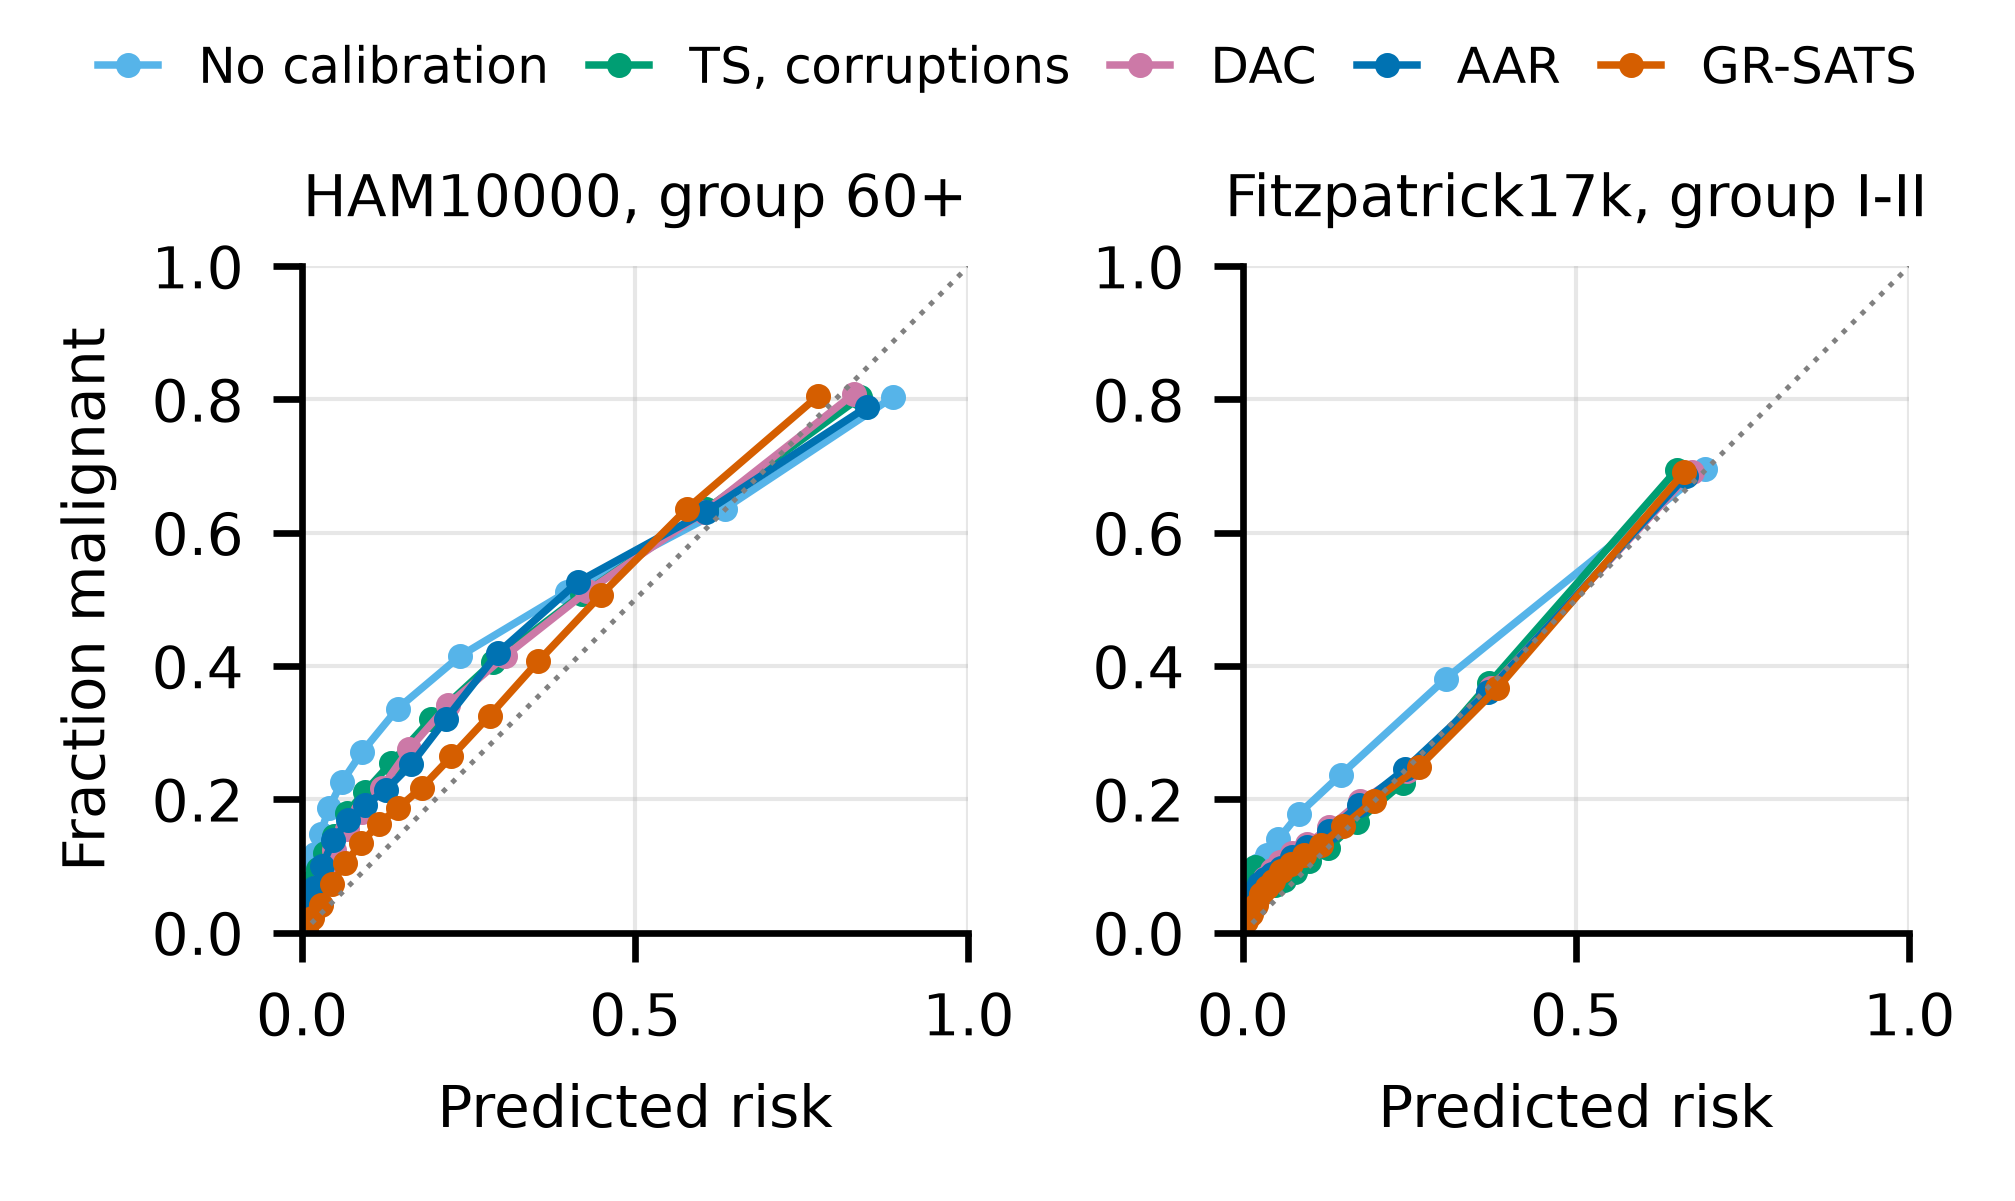 No calibration TS, corruptions DAC AAR GR-SATS
HAM10000, group 60+
Fraction malignant
1.0
0.8
0.6
0.4
0.2
0.0
0.0 0.5 1.0
Predicted risk
Fitzpatrick17k, group I-II
1.0
0.8
0.6
0.4
0.2
0.0
0.0 0.5 1.0
Predicted risk